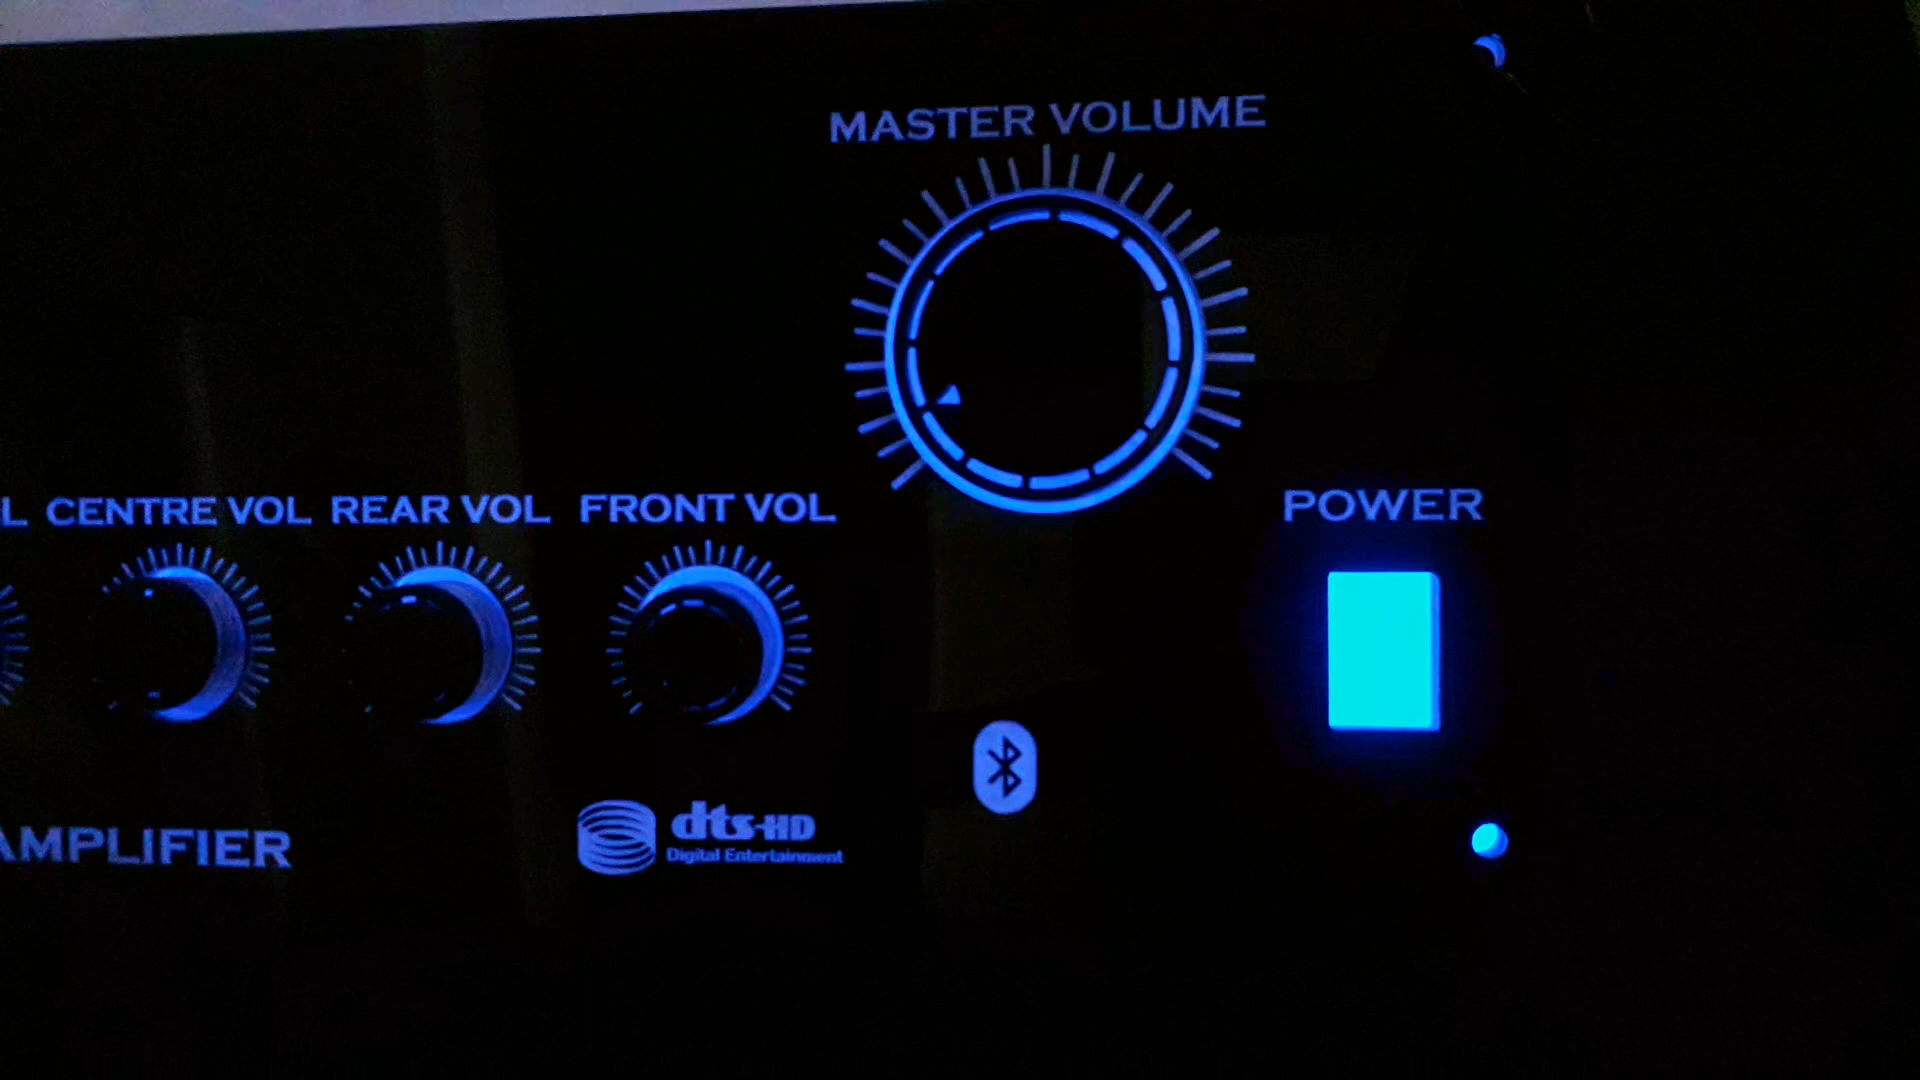 MASTER VOLUME
L CENTRE VOL REAR VOL FRONT VOL
POWER
AMPLIFIER
dts-HD
Digital Entertainment